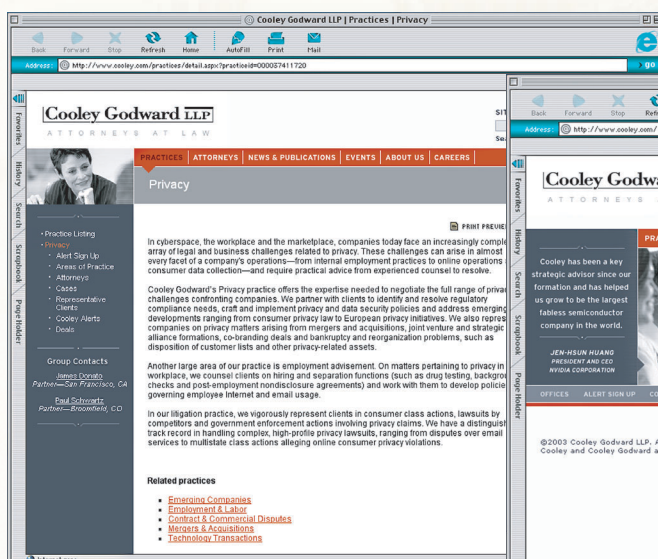 Cooley Godward LLP | Practices | Privacy
Back Forward Stop Refresh Home AutoFill Print Mail
Address: http://www.cooley.com/practices/detail.aspx?practiceid=000037411720
go
Favorites
History
Search
Scrapbook
Page Holder
Cooley Godward LLP
ATTORNEYS AT LAW
SIT
Se
PRACTICES ATTORNEYS NEWS & PUBLICATIONS EVENTS ABOUT US CAREERS
Privacy
• Practice Listing
• Privacy
• Alert Sign Up
• Areas of Practice
• Attorneys
• Cases
• Representative
Clients
• Cooley Alerts
• Deals
Group Contacts
James Donato
Partner—San Francisco, CA
Paul Schwartz
Partner—Broomfield, CO
PRINT PREVIE
In cyberspace, the workplace and the marketplace, companies today face an increasingly comple
array of legal and business challenges related to privacy. These challenges can arise in almost
every facet of a company's operations—from internal employment practices to online operations
consumer data collection—and require practical advice from experienced counsel to resolve.
Cooley Godward's Privacy practice offers the expertise needed to negotiate the full range of privac
challenges confronting companies. We partner with clients to identify and resolve regulatory
compliance needs, craft and implement privacy and data security policies and address emerging
developments ranging from consumer privacy law to European privacy initiatives. We also repres
companies on privacy matters arising from mergers and acquisitions, joint venture and strategic
alliance formations, co-branding deals and bankruptcy and reorganization problems, such as
disposition of customer lists and other privacy-related assets.
Another large area of our practice is employment advisement. On matters pertaining to privacy in
workplace, we counsel clients on hiring and separation functions (such as drug testing, backgrou
checks and post-employment nondisclosure agreements) and work with them to develop policie
governing employee Internet and email usage.
In our litigation practice, we vigorously represent clients in consumer class actions, lawsuits by
competitors and government enforcement actions involving privacy claims. We have a distinguish
track record in handling complex, high-profile privacy lawsuits, ranging from disputes over email
services to multistate class actions alleging online consumer privacy violations.
Related practices
Emerging Companies
Employment & Labor
Contract & Commercial Disputes
Mergers & Acquisitions
Technology Transactions
Back Forward Stop Refr
Address: http://www.cooley.com/
Favorites
History
Search
Scrapbook
Page Holder
Cooley Godwa
ATTORNEYS
PRA
Cooley has been a key
strategic advisor since our
formation and has helped
us grow to be the largest
fabless semiconductor
company in the world.
JEN-HSUN HUANG
PRESIDENT AND CEO
NVIDIA CORPORATION
OFFICES ALERT SIGN UP CO
©2003 Cooley Godward LLP. A
Cooley and Cooley Godward a